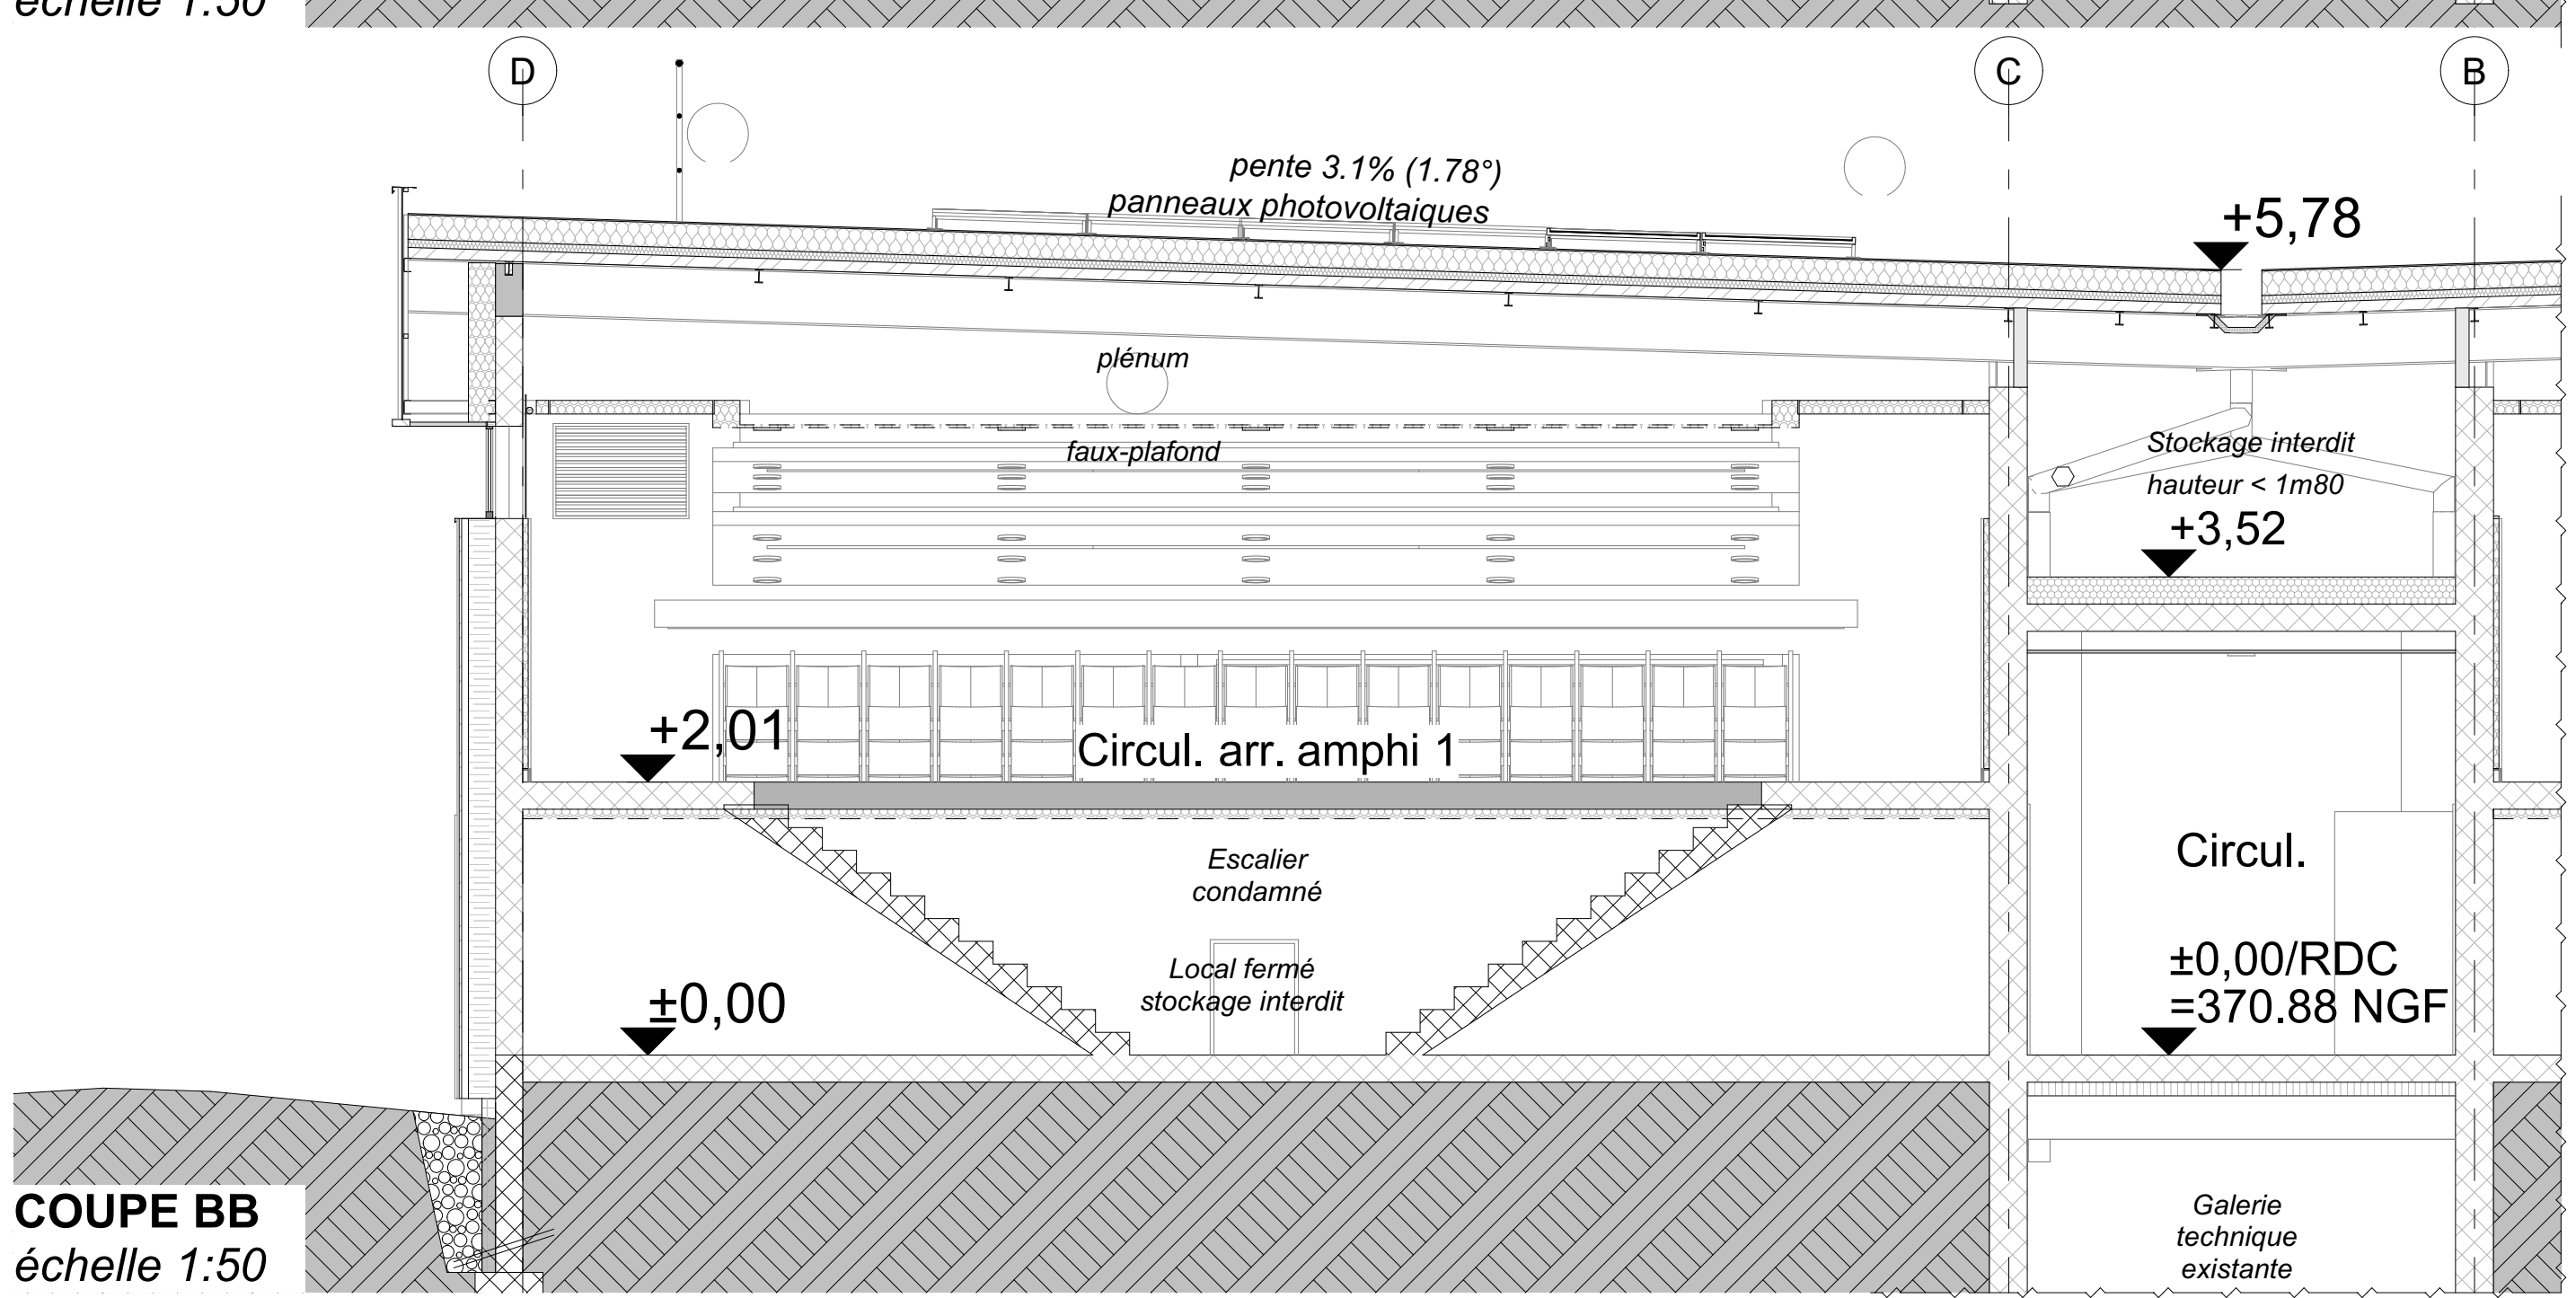 échelle 1:50
D
C
B
pente 3.1% (1.78°)
panneaux photovoltaiques
+5,78
plénum
faux-plafond
Stockage interdit
hauteur < 1m80
+3,52
+2,01
Circul. arr. amphi 1
Escalier
condamné
Circul.
Local fermé
stockage interdit
±0,00
±0,00/RDC
=370.88 NGF
COUPE BB
échelle 1:50
Galerie
technique
existante